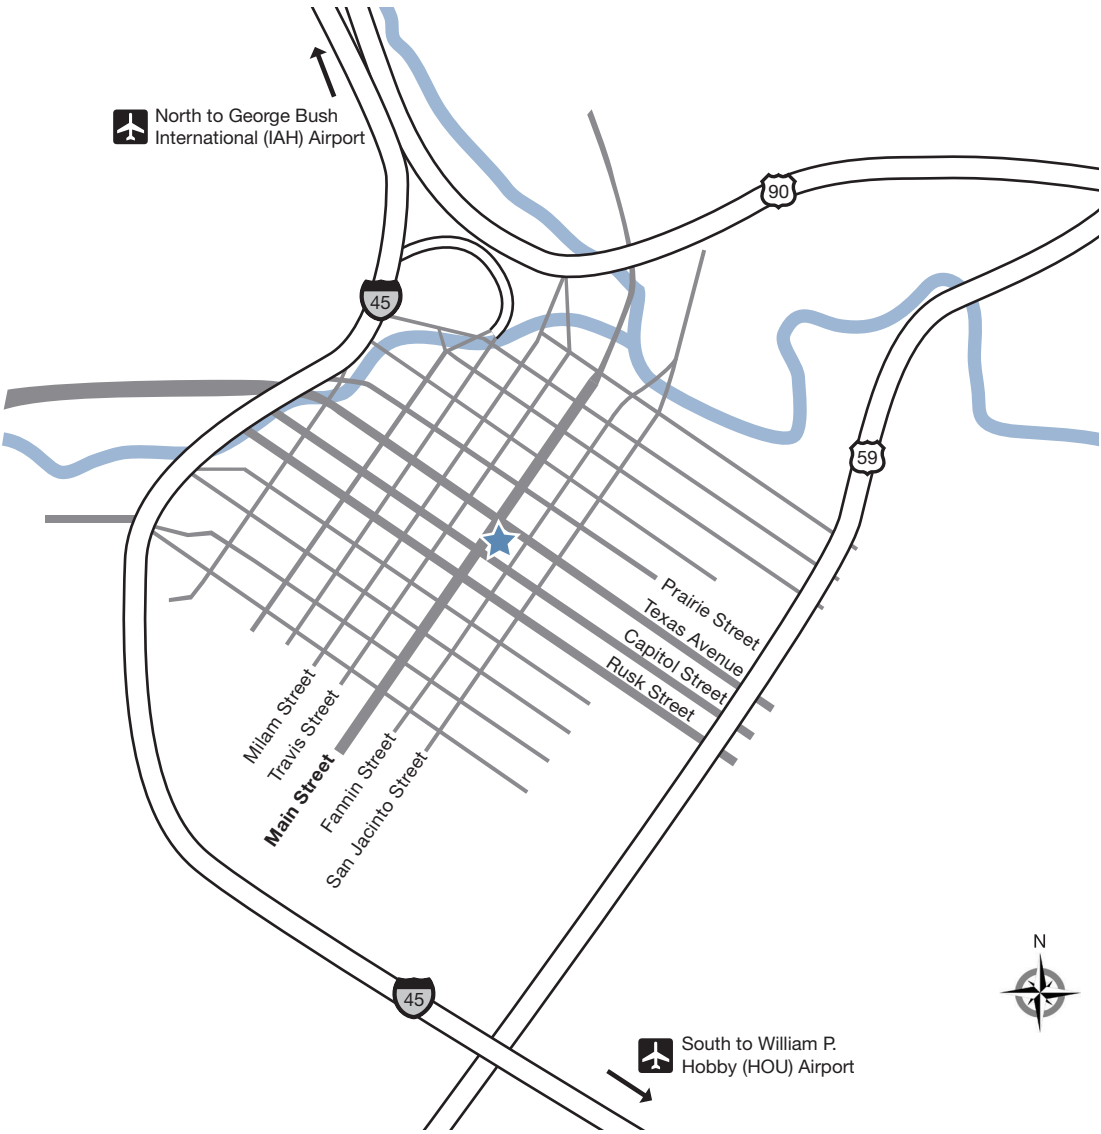 North to George Bush
International (IAH) Airport
90
45
59
Prairie Street
Texas Avenue
Capitol Street
Rusk Street
Milam Street
Travis Street
Main Street
Fannin Street
San Jacinto Street
N
45
South to William P.
Hobby (HOU) Airport